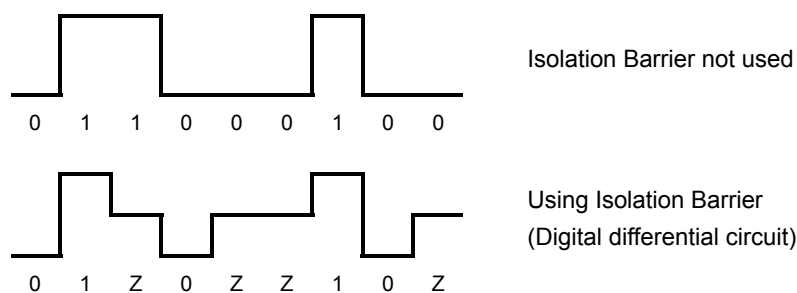 Isolation Barrier not used
0 1 1 0 0 0 1 0 0
Using Isolation Barrier
(Digital differential circuit)
0 1 Z 0 Z Z 1 0 Z